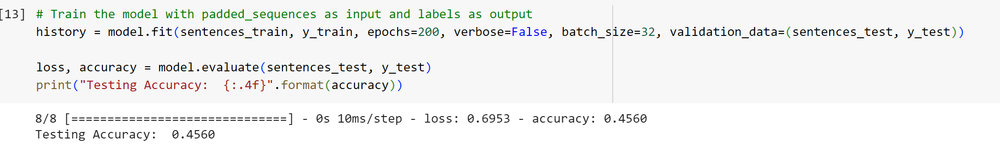 [13] # Train the model with padded_sequences as input and labels as output
history = model.fit(sentences_train, y_train, epochs=200, verbose=False, batch_size=32, validation_data=(sentences_test, y_test))
loss, accuracy = model.evaluate(sentences_test, y_test)
print("Testing Accuracy:  {:.4f}".format(accuracy))
8/8 [==============================] - 0s 10ms/step - loss: 0.6953 - accuracy: 0.4560
Testing Accuracy:  0.4560